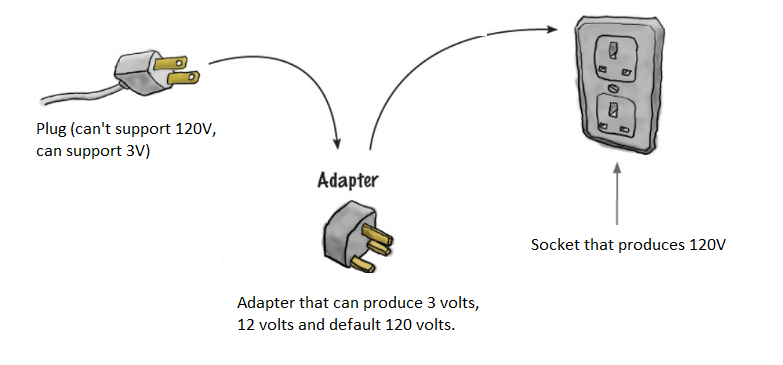 Plug (can't support 120V,
can support 3V)
Adapter
Adapter that can produce 3 volts,
12 volts and default 120 volts.
Socket that produces 120V